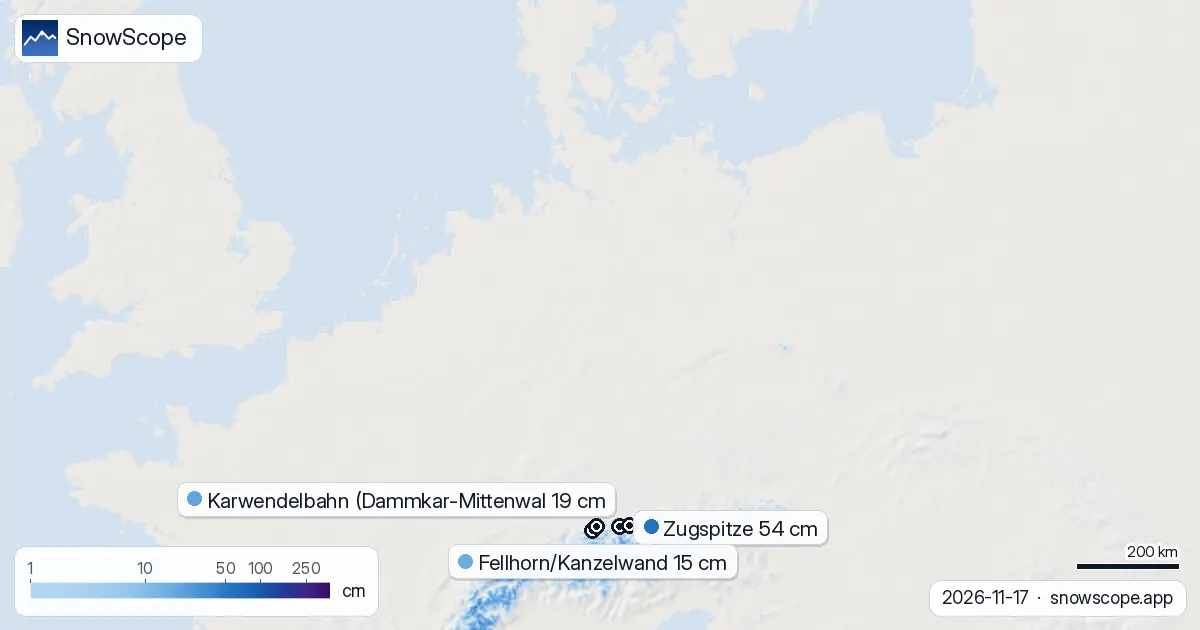 SnowScope
Karwendelbahn (Dammkar-Mittenwal 19 cm
Zugspitze 54 cm
Fellhorn/Kanzelwand 15 cm
1 10 50 100 250
cm
200 km
2026-11-17 · snowscope.app